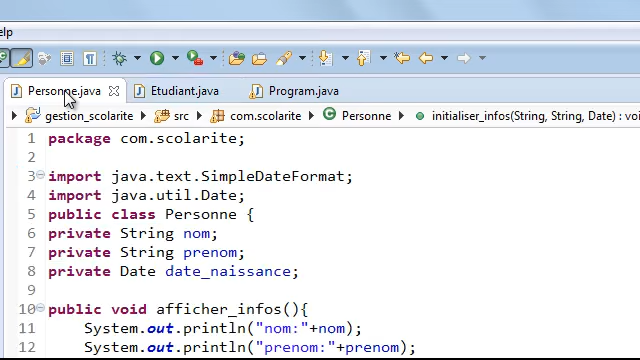 elp
Personne.java
Etudiant.java
Program.java
gestion_scolarite
src
com.scolarite
Personne
initialiser_infos(String, String, Date) : voi
1 package com.scolarite;
2
3 import java.text.SimpleDateFormat;
4 import java.util.Date;
5 public class Personne {
6 private String nom;
7 private String prenom;
8 private Date date_naissance;
9
10 public void afficher_infos(){
11 System.out.println("nom:"+nom);
12 System.out.println("prenom:"+prenom);